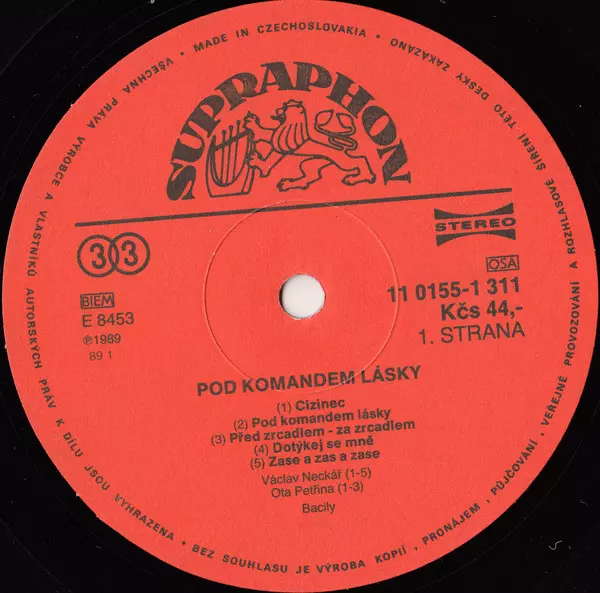 MADE IN CZECHOSLOVAKIA • VŠECHNA PRÁVA VÝROBCE A VLASTNÍKŮ AUTORSKÝCH PRÁV K DÍLU JSOU VYHRAZENA • BEZ SOUHLASU JE VÝROBA KOPIÍ, PRONÁJEM, PŮJČOVÁNÍ, VEŘEJNÉ PROVOZOVÁNÍ A ROZHLASOVÉ ŠÍŘENÍ TÉTO DESKY ZAKÁZÁNO •
SUPRAPHON
STEREO
33
OSA
BIEM
11 0155-1 311
E 8453
Kčs 44,-
℗1989
1. STRANA
89 1
POD KOMANDEM LÁSKY
(1) Cizinec
(2) Pod komandem lásky
(3) Před zrcadlem - za zrcadlem
(4) Dotýkej se mně
(5) Zase a zas a zase
Václav Neckář (1-5)
Ota Petřina (1-3)
Bacily